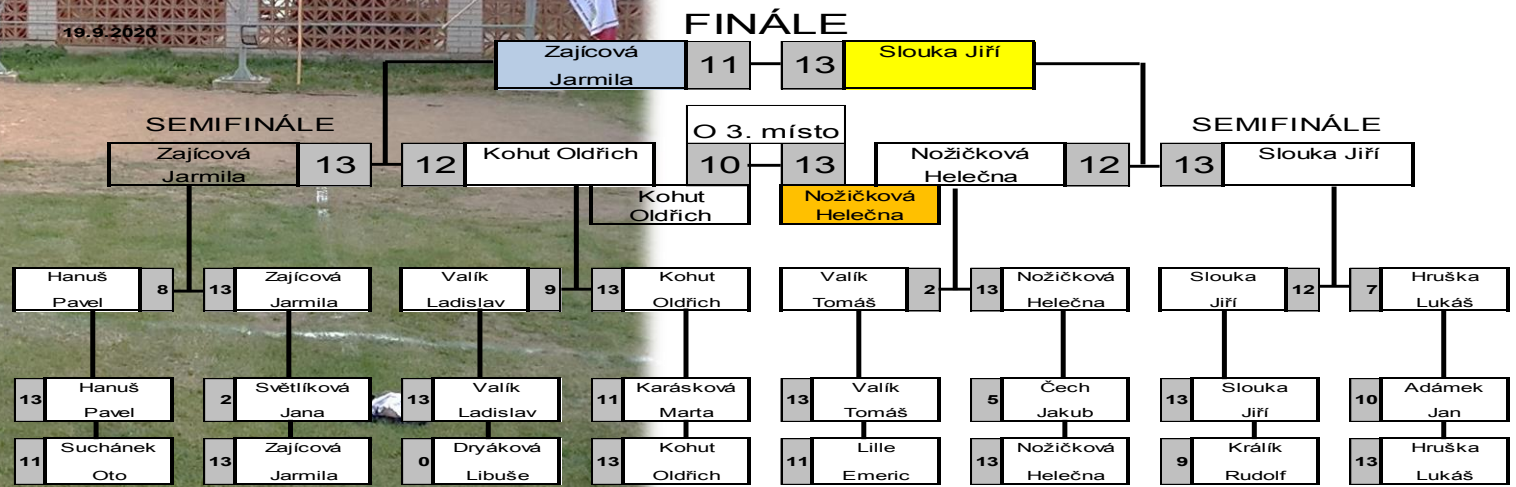 FINÁLE
19.9.2020
Zajícová
Jarmila
11
13
Slouka Jiří
SEMIFINÁLE
O 3. místo
SEMIFINÁLE
Zajícová
Jarmila
13
12
Kohut Oldřich
10
13
Nožičková
Helečna
12
13
Slouka Jiří
Kohut
Oldřich
Nožičková
Helečna
Hanuš
Pavel
8
13
Zajícová
Jarmila
Valík
Ladislav
9
13
Kohut
Oldřich
Valík
Tomáš
2
13
Nožičková
Helečna
Slouka
Jiří
12
7
Hruška
Lukáš
13
Hanuš
Pavel
2
Světlíková
Jana
13
Valík
Ladislav
11
Karásková
Marta
13
Valík
Tomáš
5
Čech
Jakub
13
Slouka
Jiří
10
Adámek
Jan
11
Suchánek
Oto
13
Zajícová
Jarmila
0
Dryáková
Libuše
13
Kohut
Oldřich
11
Lille
Emeric
13
Nožičková
Helečna
9
Králík
Rudolf
13
Hruška
Lukáš